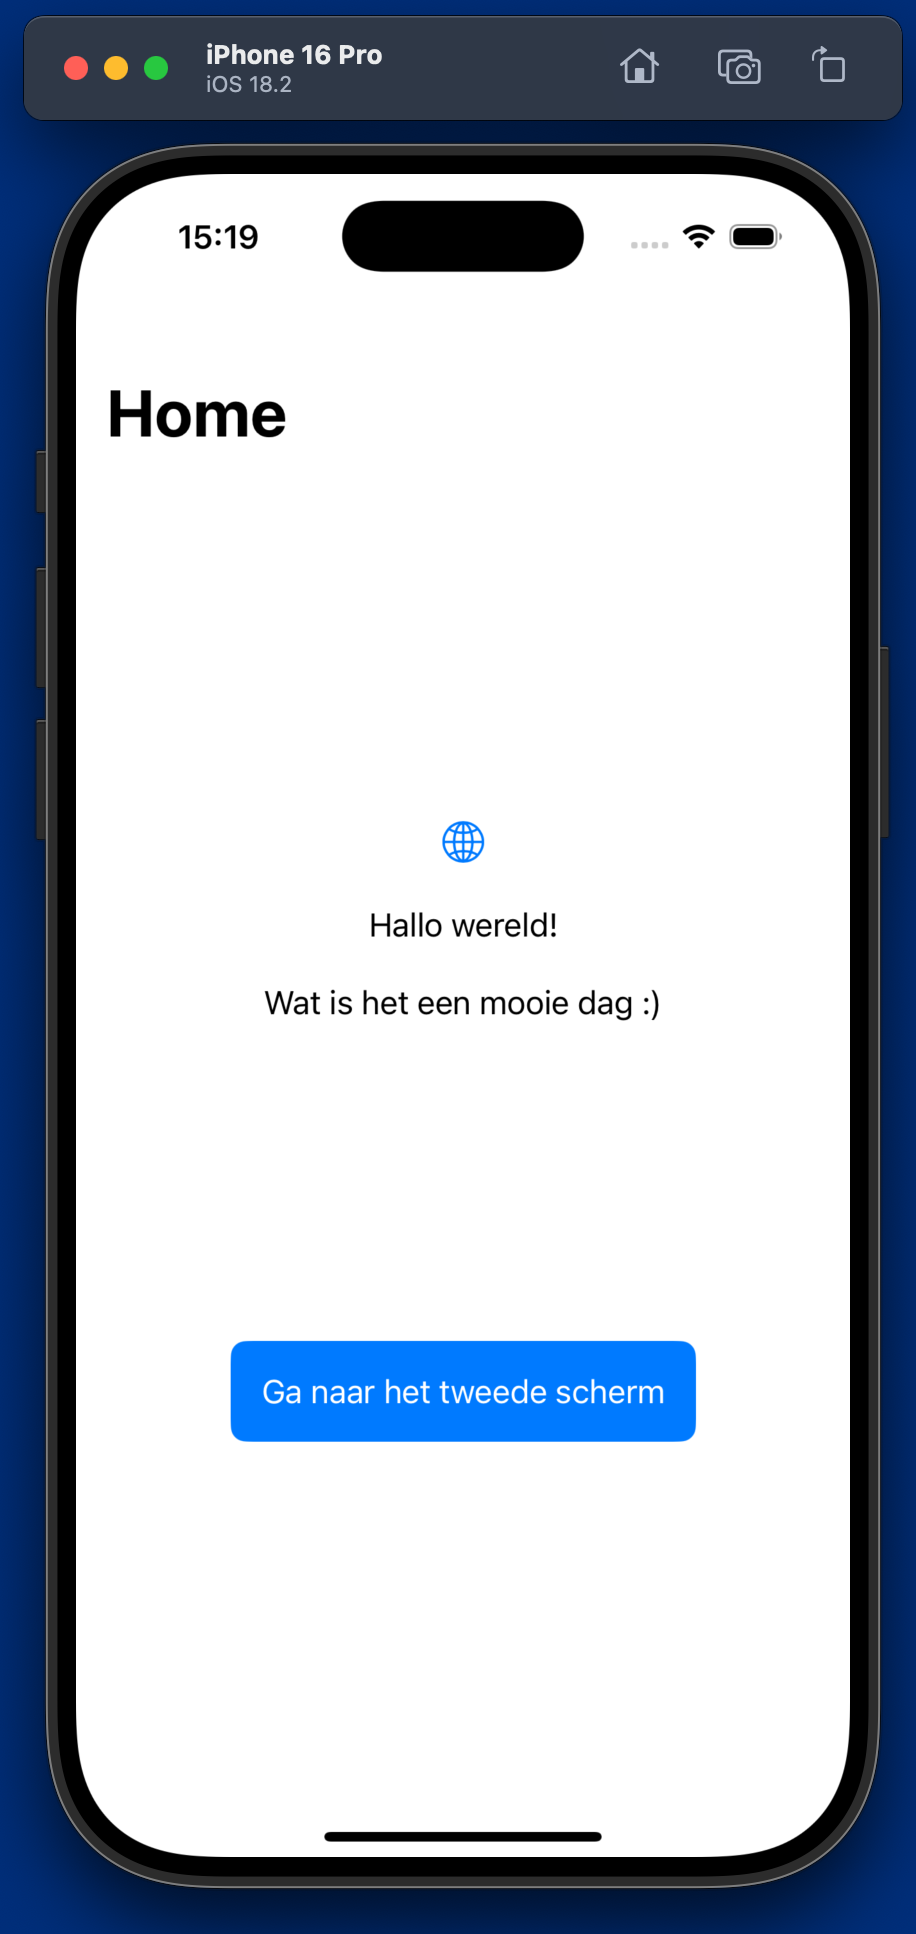 iPhone 16 Pro
iOS 18.2
15:19
Home
Hallo wereld!
Wat is het een mooie dag :)
Ga naar het tweede scherm